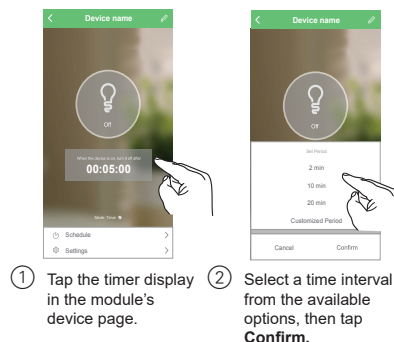 Device name
Off
When this device is on, turn it off after
00:05:00
Mode: Timer
Schedule
Settings
1 Tap the timer display
in the module's
device page.
Device name
Off
Set Period
2 min
10 min
20 min
Customized Period
Cancel Confirm
2 Select a time interval
from the available
options, then tap
Confirm.